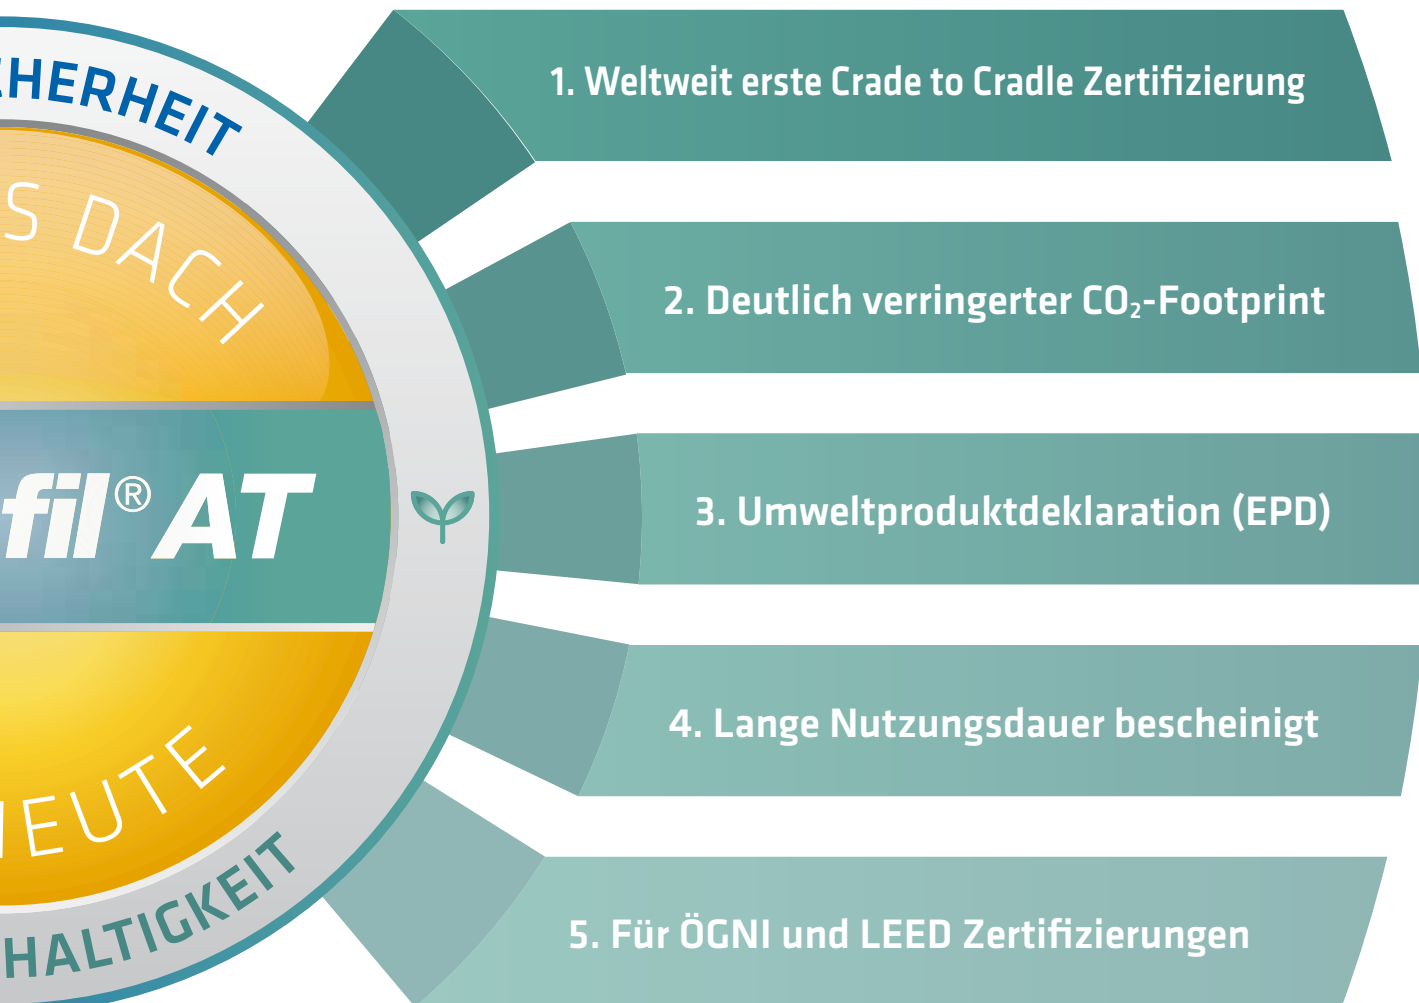 CHERHEIT
S DACH
fil® AT
EUTE
HALTIGKEIT
1. Weltweit erste Crade to Cradle Zertifizierung
2. Deutlich verringerter CO₂-Footprint
3. Umweltproduktdeklaration (EPD)
4. Lange Nutzungsdauer bescheinigt
5. Für ÖGNI und LEED Zertifizierungen